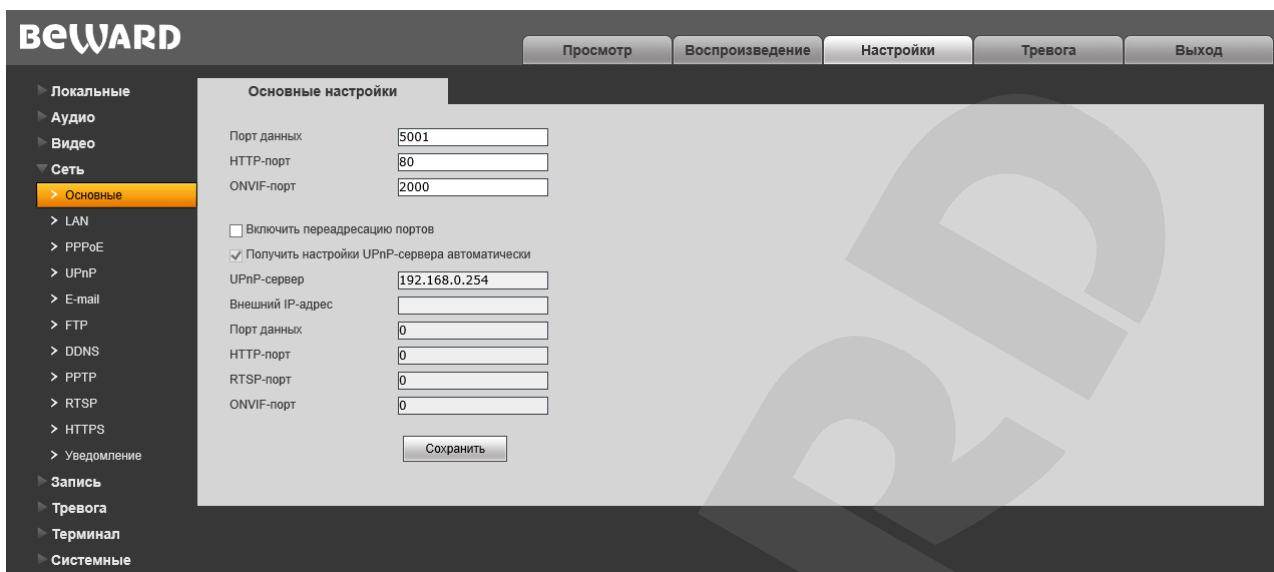 BEWARD
Просмотр
Воспроизведение
Настройки
Тревога
Выход
Локальные
Аудио
Видео
Сеть
Основные
LAN
PPPoE
UPnP
E-mail
FTP
DDNS
PPTP
RTSP
HTTPS
Уведомление
Запись
Тревога
Терминал
Системные
Основные настройки
Порт данных 5001
HTTP-порт 80
ONVIF-порт 2000
Включить переадресацию портов
Получить настройки UPnP-сервера автоматически
UPnP-сервер 192.168.0.254
Внешний IP-адрес
Порт данных 0
HTTP-порт 0
RTSP-порт 0
ONVIF-порт 0
Сохранить
RD